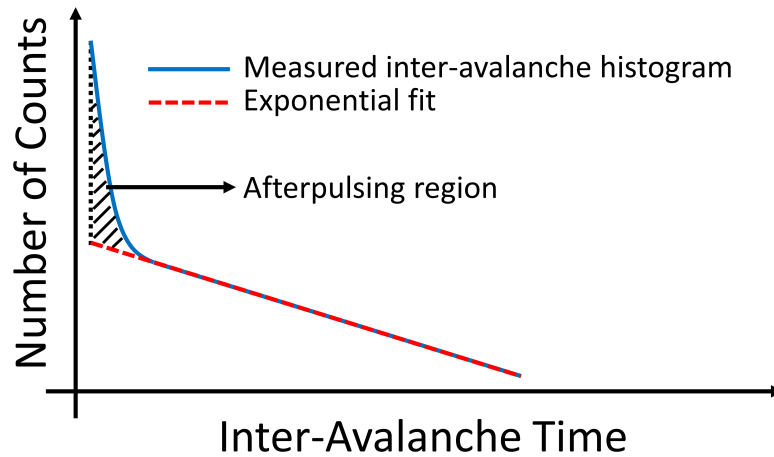 Number of Counts
Measured inter-avalanche histogram
Exponential fit
Afterpulsing region
Inter-Avalanche Time